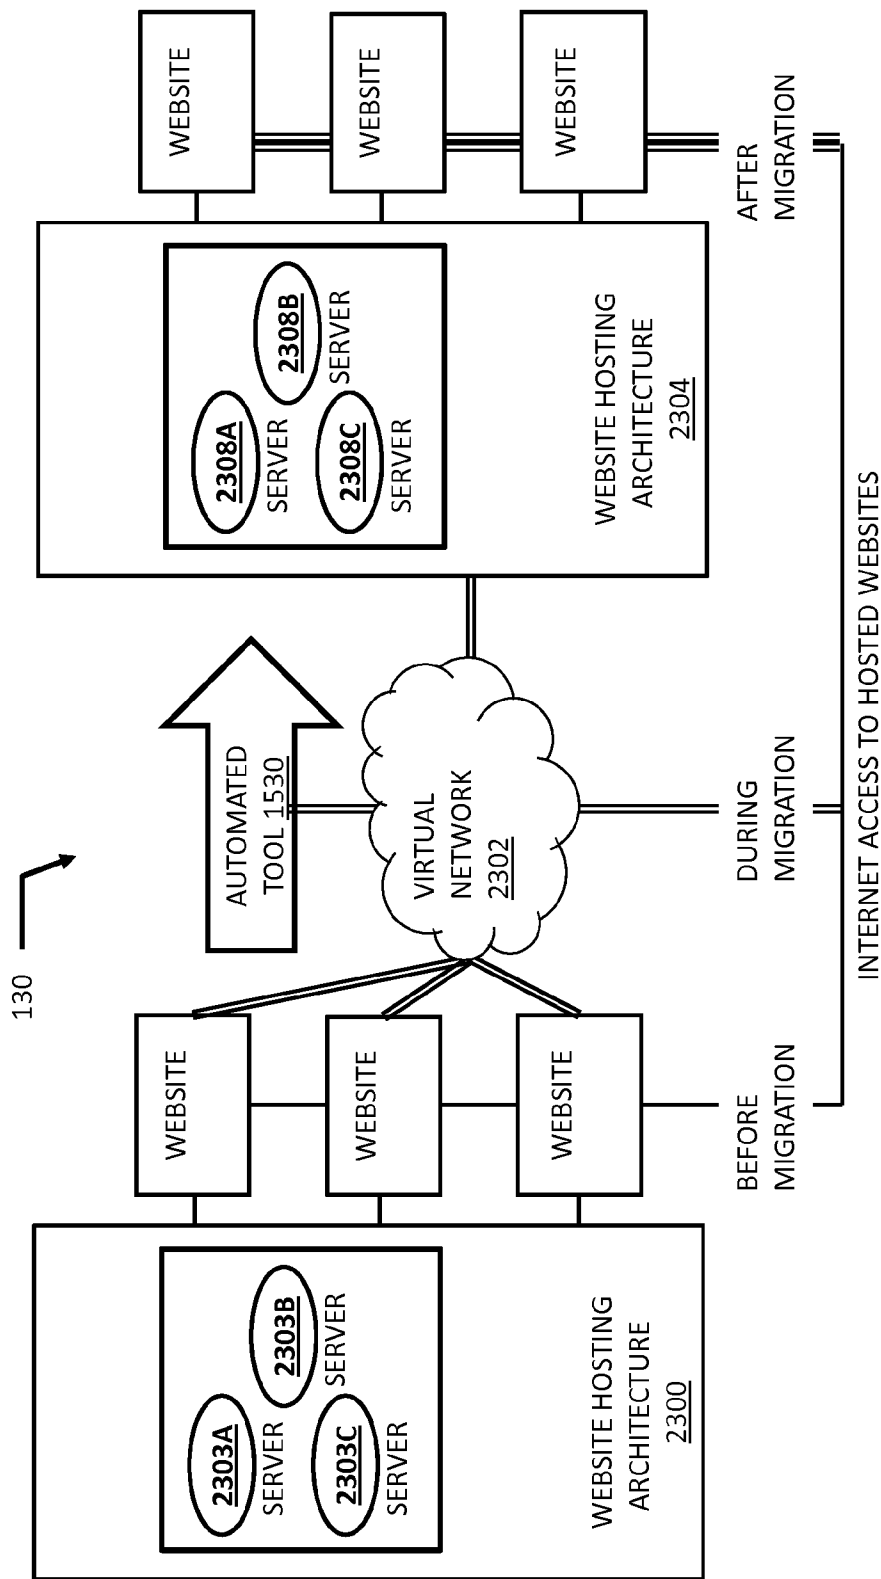 130
WEBSITE HOSTING
ARCHITECTURE
2300
2303A
SERVER
2303B
SERVER
2303C
SERVER
WEBSITE
WEBSITE
WEBSITE
BEFORE
MIGRATION
AUTOMATED
TOOL 1530
VIRTUAL
NETWORK
2302
DURING
MIGRATION
2308A
SERVER
2308B
SERVER
2308C
SERVER
WEBSITE HOSTING
ARCHITECTURE
2304
WEBSITE
WEBSITE
WEBSITE
AFTER
MIGRATION
INTERNET ACCESS TO HOSTED WEBSITES